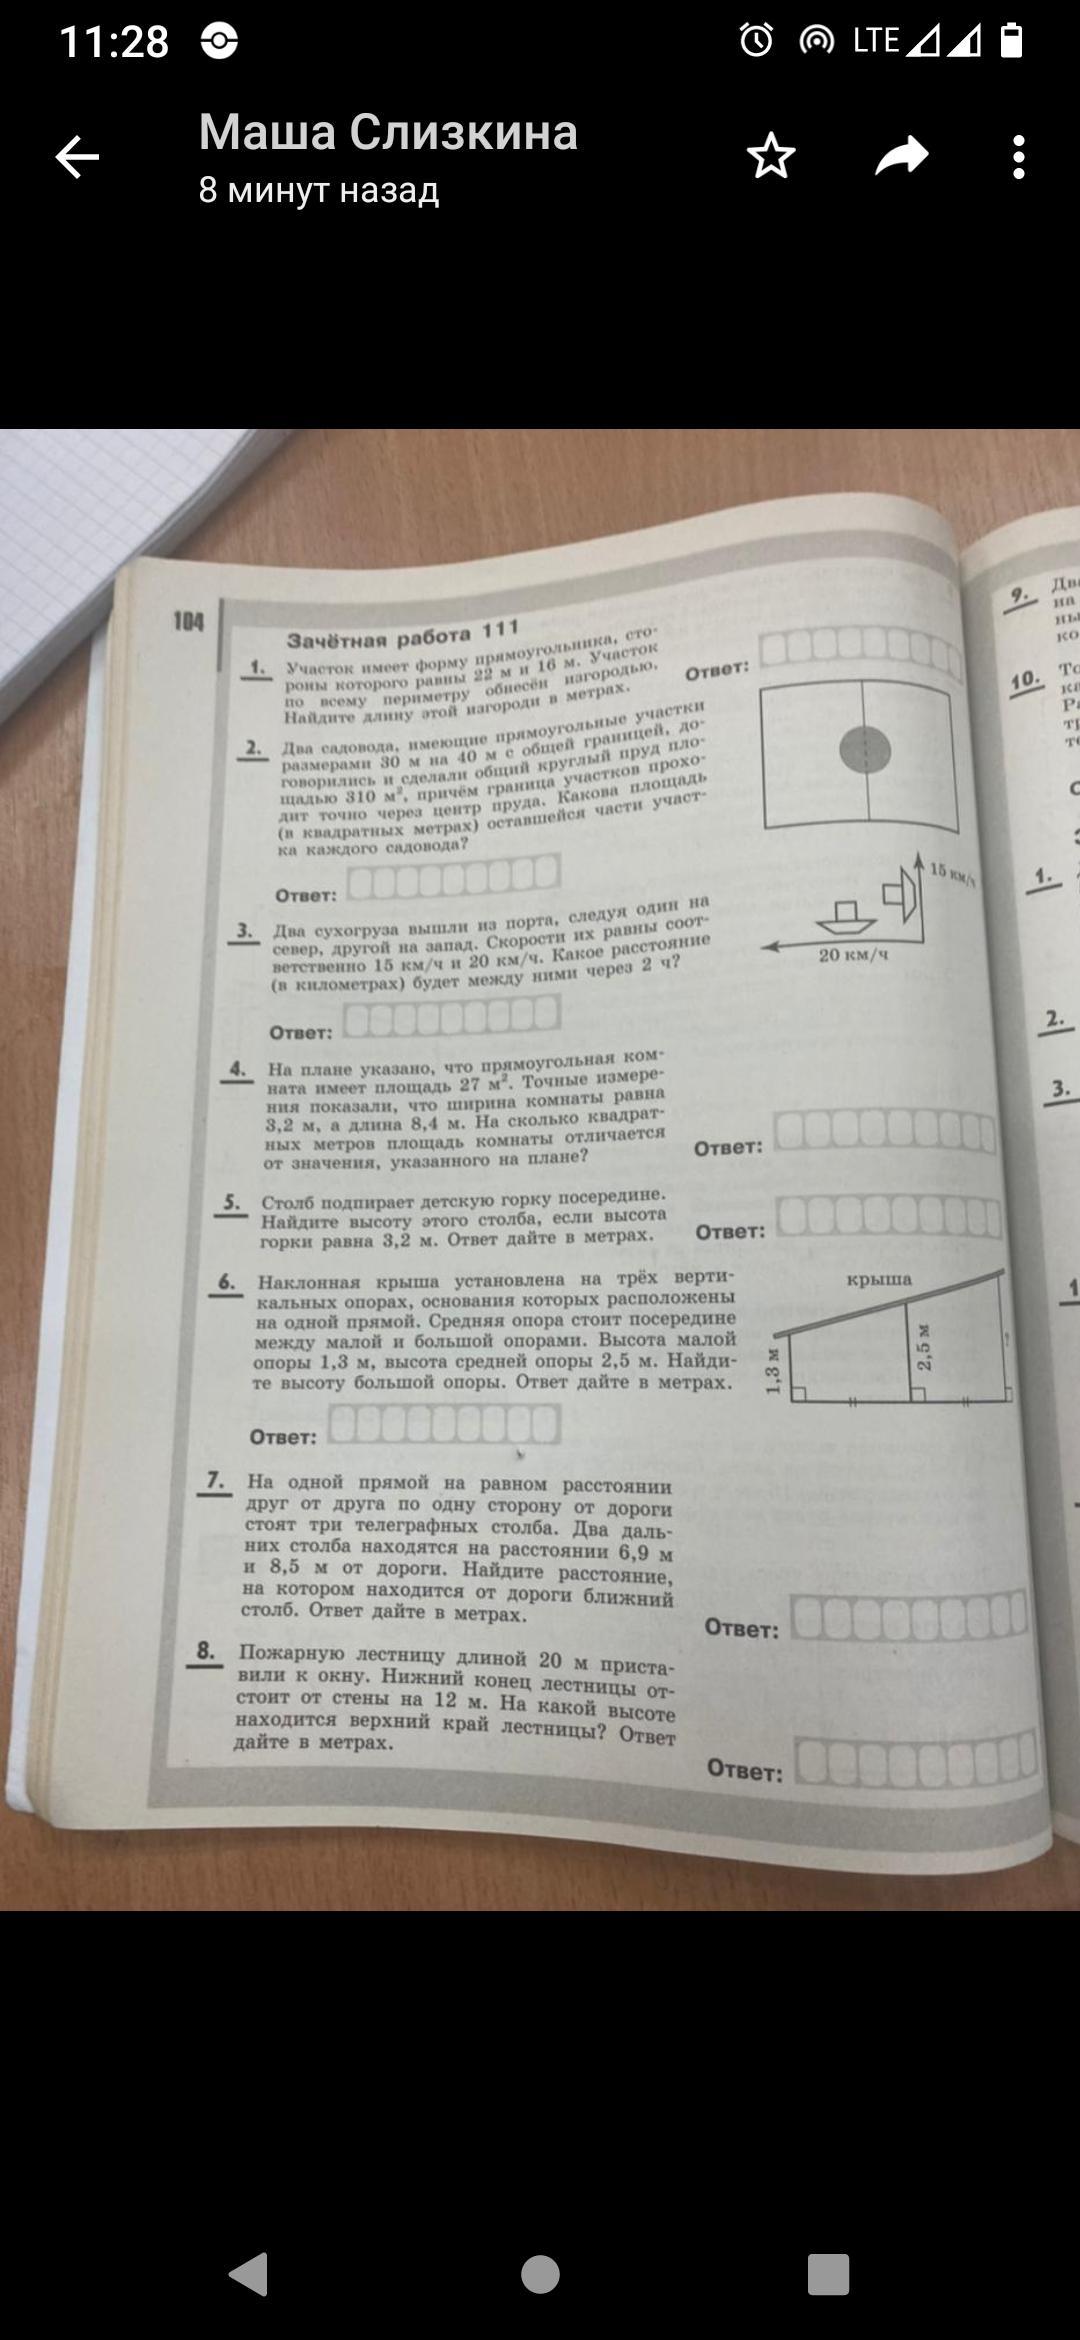 11:28
LTE
Маша Слизкина
8 минут назад
104
Зачётная работа 111
1. Участок имеет форму прямоугольника, сто-
роны которого равны 22 м и 16 м. Участок
по всему периметру обнесён изгородью.
Найдите длину этой изгороди в метрах.
Ответ:
2. Два садовода, имеющие прямоугольные участки
размерами 30 м на 40 м с общей границей, до-
говорились и сделали общий круглый пруд пло-
щадью 310 м², причём граница участков прохо-
дит точно через центр пруда. Какова площадь
(в квадратных метрах) оставшейся части участ-
ка каждого садовода?
Ответ:
3. Два сухогруза вышли из порта, следуя один на
север, другой на запад. Скорости их равны соот-
ветственно 15 км/ч и 20 км/ч. Какое расстояние
(в километрах) будет между ними через 2 ч?
15 км/ч
20 км/ч
Ответ:
4. На плане указано, что прямоугольная ком-
ната имеет площадь 27 м². Точные измере-
ния показали, что ширина комнаты равна
3,2 м, а длина 8,4 м. На сколько квадрат-
ных метров площадь комнаты отличается
от значения, указанного на плане?
Ответ:
5. Столб подпирает детскую горку посередине.
Найдите высоту этого столба, если высота
горки равна 3,2 м. Ответ дайте в метрах.
Ответ:
6. Наклонная крыша установлена на трёх верти-
кальных опорах, основания которых расположены
на одной прямой. Средняя опора стоит посередине
между малой и большой опорами. Высота малой
опоры 1,3 м, высота средней опоры 2,5 м. Найди-
те высоту большой опоры. Ответ дайте в метрах.
крыша
1,3 м
2,5 м
?
Ответ:
7. На одной прямой на равном расстоянии
друг от друга по одну сторону от дороги
стоят три телеграфных столба. Два даль-
них столба находятся на расстоянии 6,9 м
и 8,5 м от дороги. Найдите расстояние,
на котором находится от дороги ближний
столб. Ответ дайте в метрах.
Ответ:
8. Пожарную лестницу длиной 20 м приста-
вили к окну. Нижний конец лестницы от-
стоит от стены на 12 м. На какой высоте
находится верхний край лестницы? Ответ
дайте в метрах.
Ответ:
9.
на
10.
1.
2.
3.